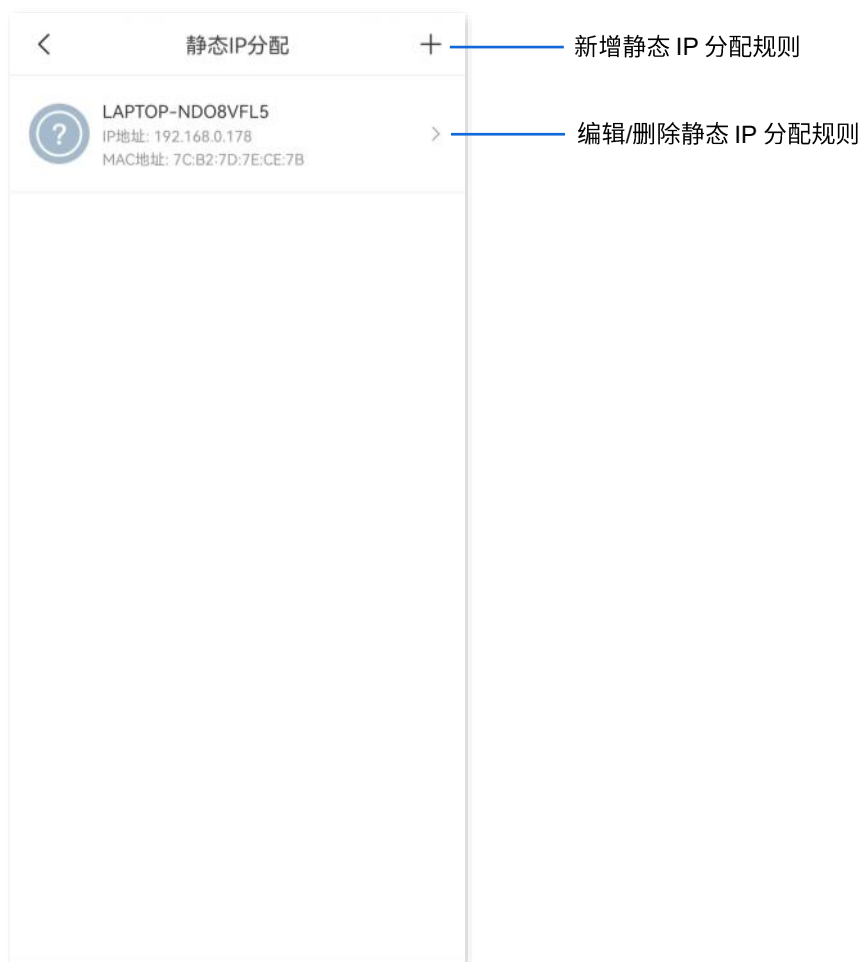 静态IP分配
新增静态 IP 分配规则
LAPTOP-NDO8VFL5
IP地址: 192.168.0.178
MAC地址: 7C:B2:7D:7E:CE:7B
编辑/删除静态 IP 分配规则